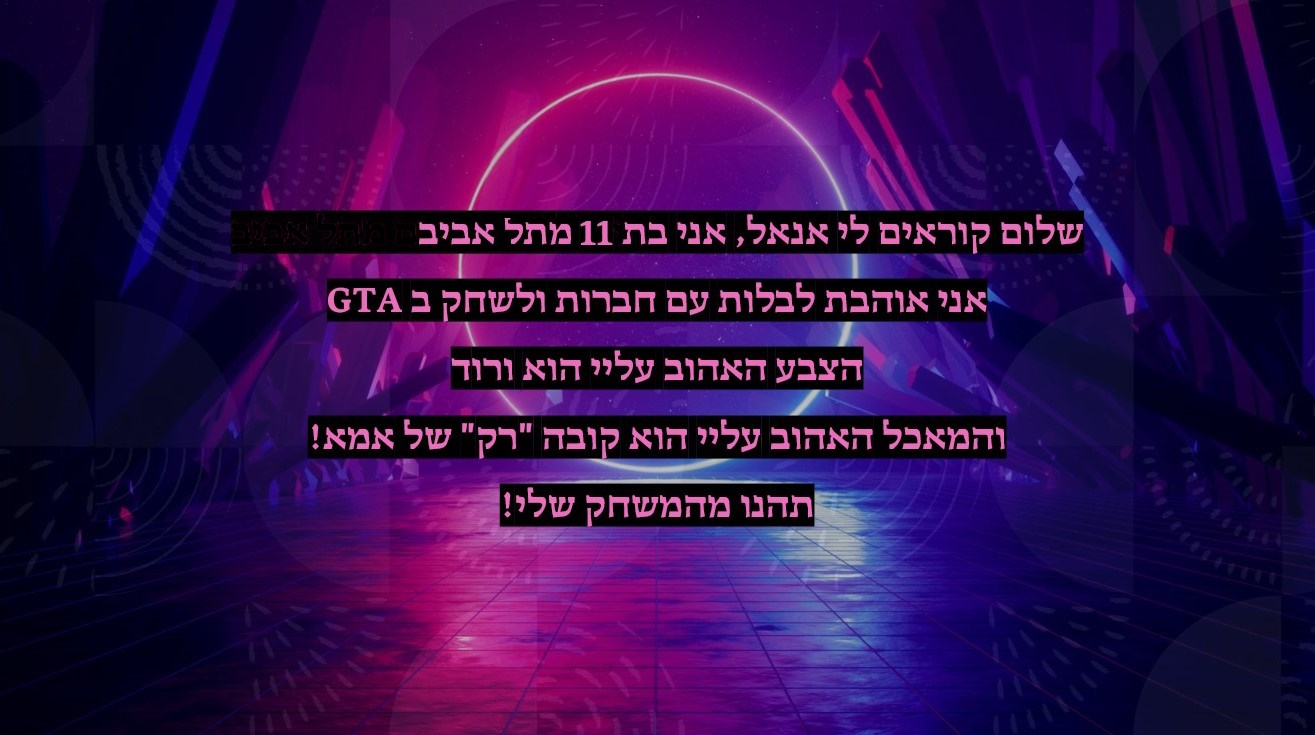 שלום קוראים לי אנאל, אני בת 11 מתל אביב
אני אוהבת לבלות עם חברות ולשחק ב GTA
הצבע האהוב עליי הוא ורוד
והמאכל האהוב עליי הוא קובה "רק" של אמא!
תהנו מהמשחק שלי!